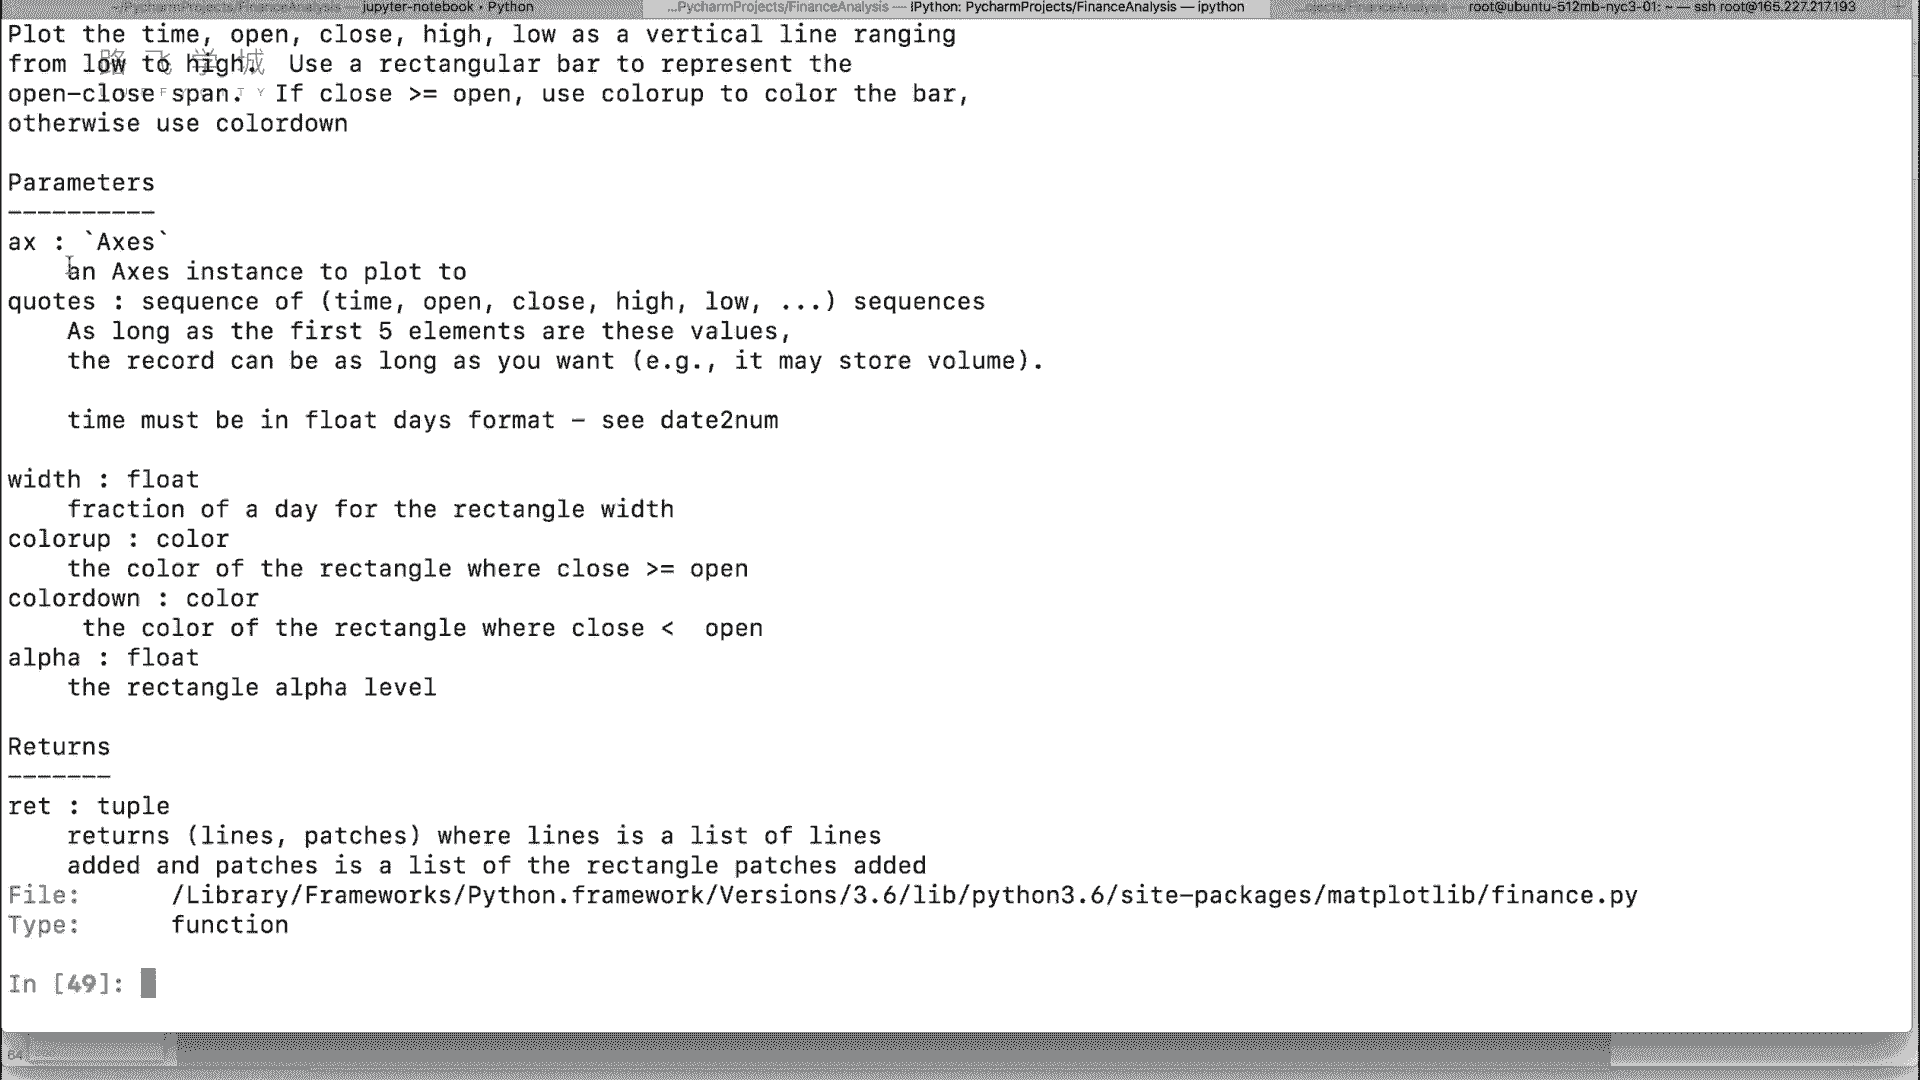 ~/PycharmProjects/FinanceAnalysis — jupyter-notebook • Python
...PycharmProjects/FinanceAnalysis — IPython: PycharmProjects/FinanceAnalysis — ipython
...ojects/FinanceAnalysis — root@ubuntu-512mb-nyc3-01: ~ — ssh root@165.227.217.193
Plot the time, open, close, high, low as a vertical line ranging
from low to high.  Use a rectangular bar to represent the
路飞学城
open-close span.  If close >= open, use colorup to color the bar,
otherwise use colordown
Parameters
----------
ax : `Axes`
    an Axes instance to plot to
quotes : sequence of (time, open, close, high, low, ...) sequences
    As long as the first 5 elements are these values,
    the record can be as long as you want (e.g., it may store volume).
    time must be in float days format - see date2num
width : float
    fraction of a day for the rectangle width
colorup : color
    the color of the rectangle where close >= open
colordown : color
     the color of the rectangle where close <  open
alpha : float
    the rectangle alpha level
Returns
-------
ret : tuple
    returns (lines, patches) where lines is a list of lines
    added and patches is a list of the rectangle patches added
File:      /Library/Frameworks/Python.framework/Versions/3.6/lib/python3.6/site-packages/matplotlib/finance.py
Type:      function
In [49]:
64